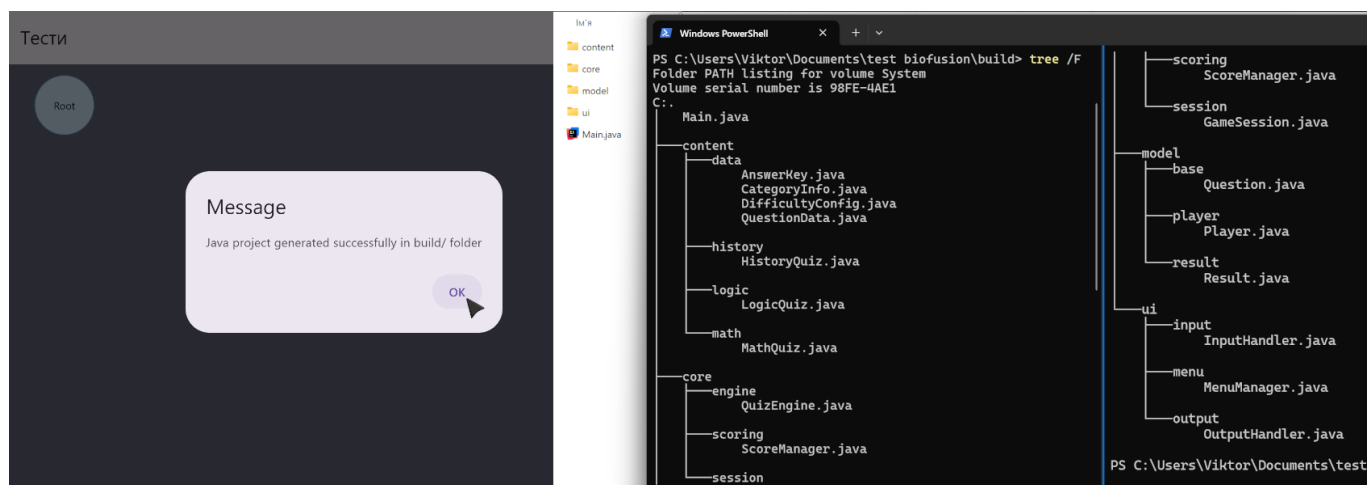 Тести
Root
Message
Java project generated successfully in build/ folder
OK
Ім'я
content
core
model
ui
Main.java
Windows PowerShell
PS C:\Users\Viktor\Documents\test biofusion\build> tree /F
Folder PATH listing for volume System
Volume serial number is 98FE-4AE1
C:.
Main.java
content
data
AnswerKey.java
CategoryInfo.java
DifficultyConfig.java
QuestionData.java
history
HistoryQuiz.java
logic
LogicQuiz.java
math
MathQuiz.java
core
engine
QuizEngine.java
scoring
ScoreManager.java
session
scoring
ScoreManager.java
session
GameSession.java
model
base
Question.java
player
Player.java
result
Result.java
ui
input
InputHandler.java
menu
MenuManager.java
output
OutputHandler.java
PS C:\Users\Viktor\Documents\test